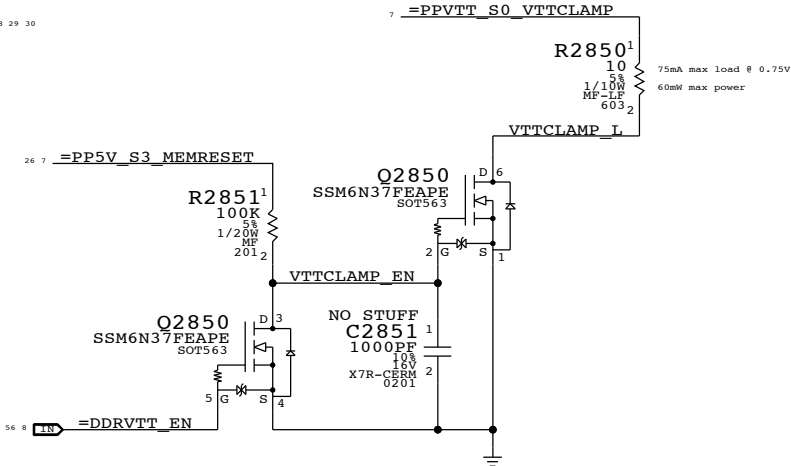 7 =PPVTT_S0_VTTCLAMP
29 30
R2850 1
10
5%
1/10W
MF-LF
603 2
75mA max load @ 0.75V
60mW max power
VTTCLAMP_L
26 7 =PP5V_S3_MEMRESET
Q2850
SSM6N37FEAPE
SOT563
D 6
2 G S 1
R2851 1
100K
5%
1/20W
MF
201 2
VTTCLAMP_EN
Q2850
SSM6N37FEAPE
SOT563
D 3
5 G S 4
NO STUFF
C2851
1000PF
10%
16V
X7R-CERM
0201
1
2
56 8 IN =DDRVTT_EN